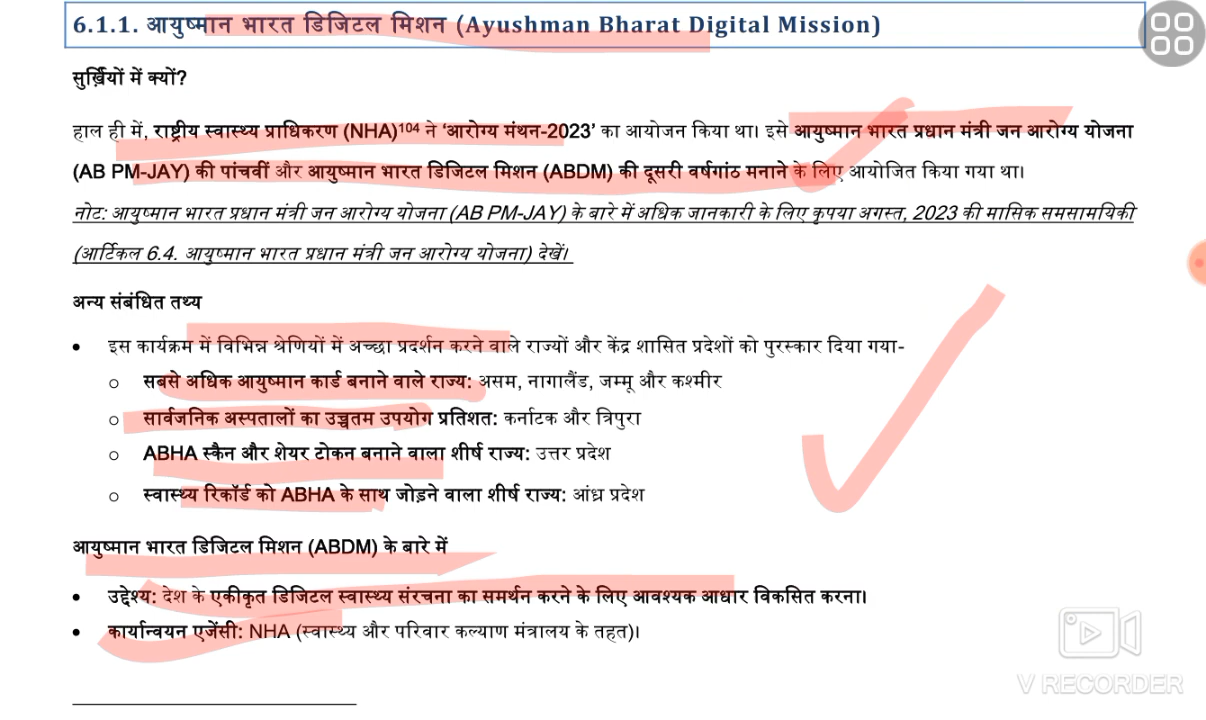 6.1.1. आयुष्मान भारत डिजिटल मिशन (Ayushman Bharat Digital Mission)
सुर्ख़ियों में क्यों?
हाल ही में, राष्ट्रीय स्वास्थ्य प्राधिकरण (NHA)104 ने 'आरोग्य मंथन-2023' का आयोजन किया था। इसे आयुष्मान भारत प्रधान मंत्री जन आरोग्य योजना
(AB PM-JAY) की पांचवीं और आयुष्मान भारत डिजिटल मिशन (ABDM) की दूसरी वर्षगांठ मनाने के लिए आयोजित किया गया था।
नोट: आयुष्मान भारत प्रधान मंत्री जन आरोग्य योजना (AB PM-JAY) के बारे में अधिक जानकारी के लिए कृपया अगस्त, 2023 की मासिक समसामयिकी
(आर्टिकल 6.4. आयुष्मान भारत प्रधान मंत्री जन आरोग्य योजना) देखें।
अन्य संबंधित तथ्य
• इस कार्यक्रम में विभिन्न श्रेणियों में अच्छा प्रदर्शन करने वाले राज्यों और केंद्र शासित प्रदेशों को पुरस्कार दिया गया-
o सबसे अधिक आयुष्मान कार्ड बनाने वाले राज्य: असम, नागालैंड, जम्मू और कश्मीर
o सार्वजनिक अस्पतालों का उच्चतम उपयोग प्रतिशत: कर्नाटक और त्रिपुरा
o ABHA स्कैन और शेयर टोकन बनाने वाला शीर्ष राज्य: उत्तर प्रदेश
o स्वास्थ्य रिकॉर्ड को ABHA के साथ जोड़ने वाला शीर्ष राज्य: आंध्र प्रदेश
आयुष्मान भारत डिजिटल मिशन (ABDM) के बारे में
• उद्देश्य: देश के एकीकृत डिजिटल स्वास्थ्य संरचना का समर्थन करने के लिए आवश्यक आधार विकसित करना।
• कार्यान्वयन एजेंसी: NHA (स्वास्थ्य और परिवार कल्याण मंत्रालय के तहत)।
V RECORDER